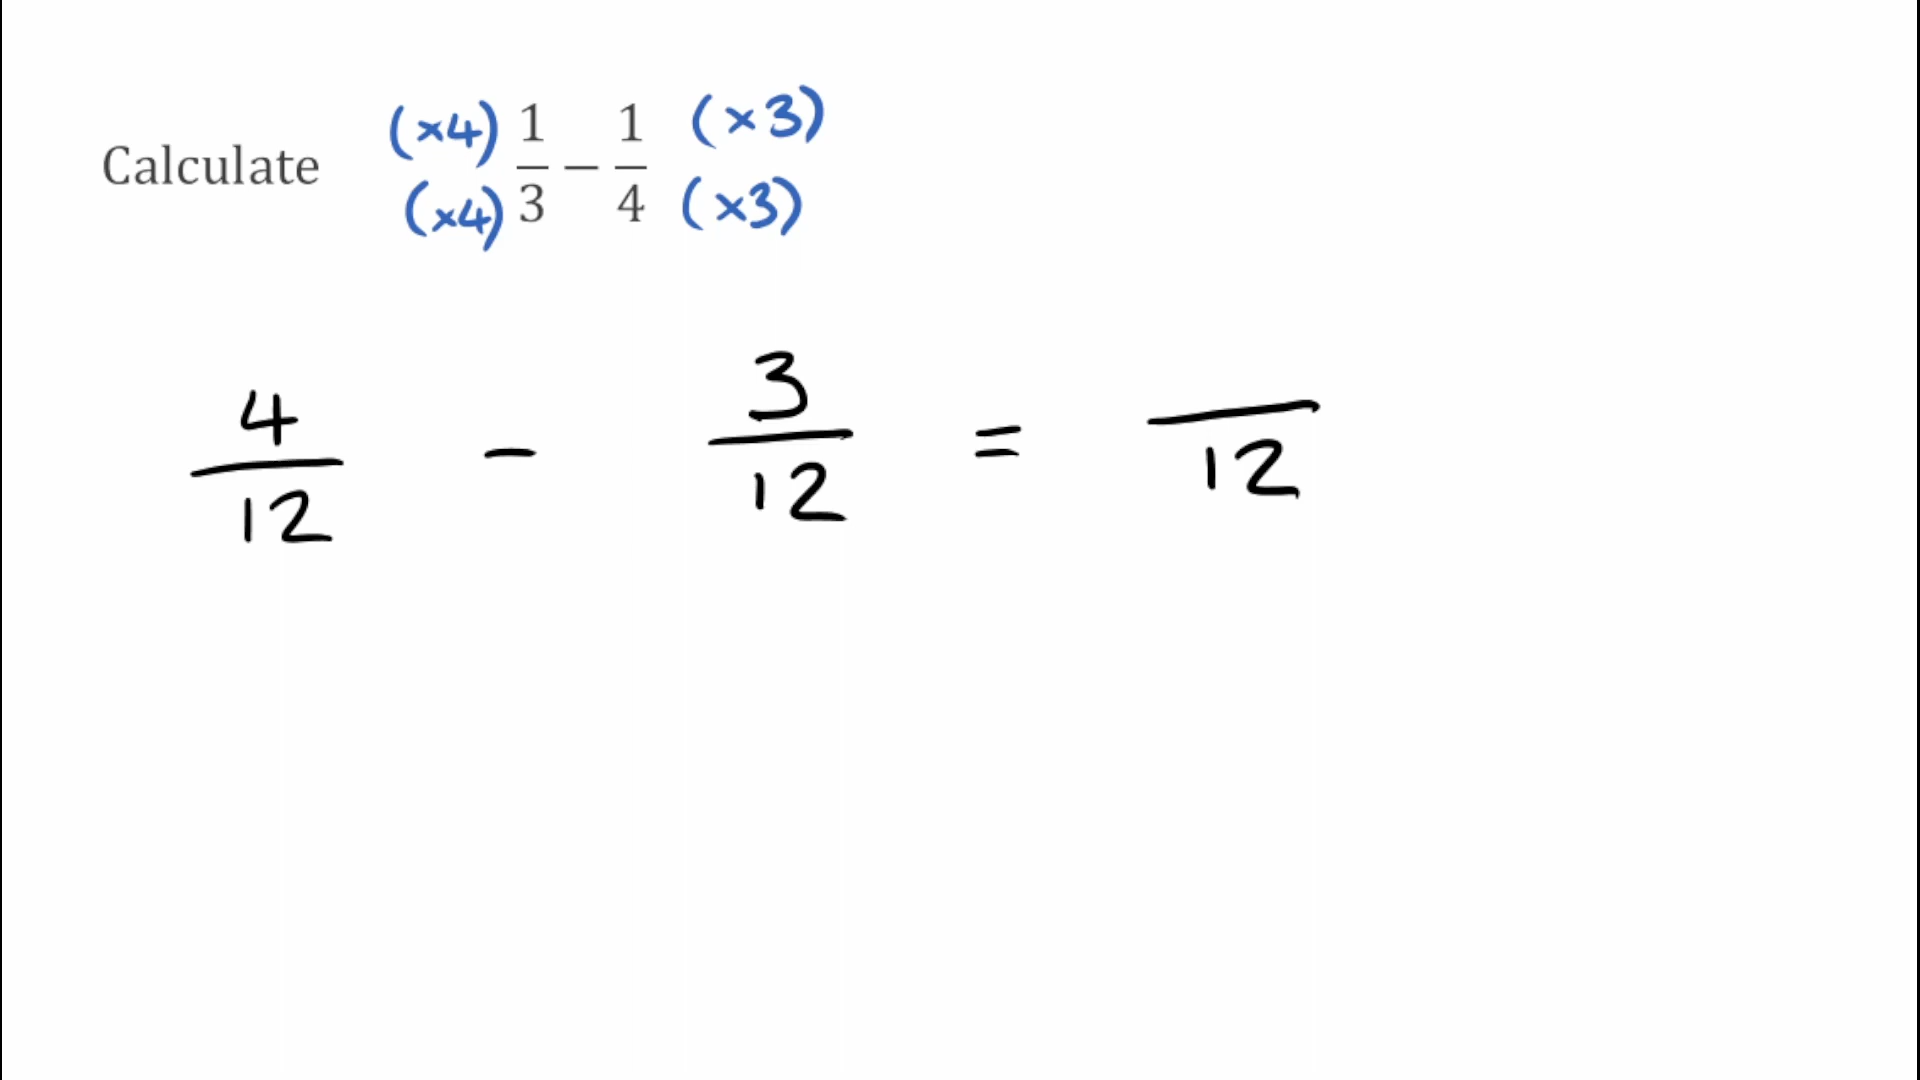 Calculate (×4) 1/3 − 1/4 (×3)
(×4) (×3)
4/12 − 3/12 = /12